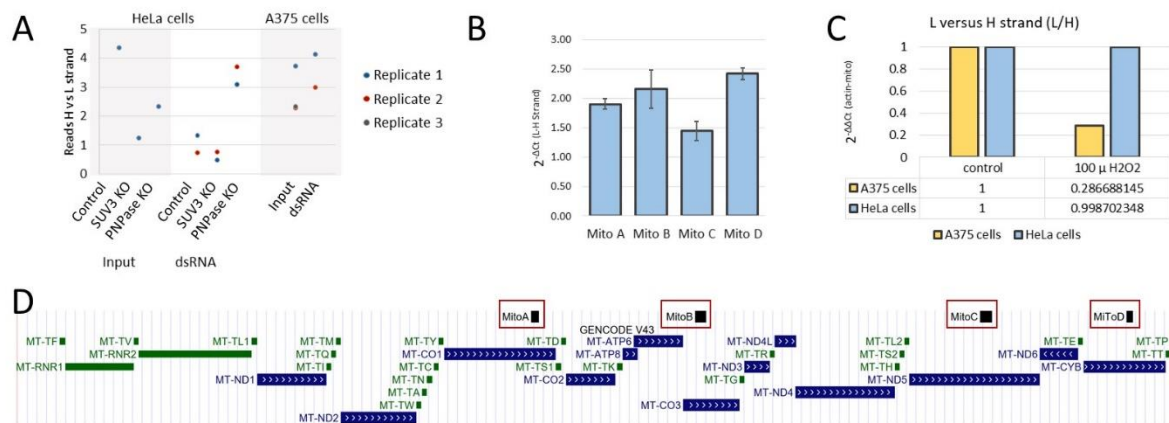 A
HeLa cells
A375 cells
Reads H vs L strand
5
4
3
2
1
0
Control
SUV3 KO
PNPase KO
Control
SUV3 KO
PNPase KO
Input
dsRNA
Input
dsRNA
Replicate 1
Replicate 2
Replicate 3
B
2^-ΔCt (L-H Strand)
3.00
2.50
2.00
1.50
1.00
0.50
0.00
Mito A
Mito B
Mito C
Mito D
C
L versus H strand (L/H)
2^-ΔΔCt (actin-mito)
1
0.8
0.6
0.4
0.2
0
control
100 µ H2O2
A375 cells 1 0.286688145
HeLa cells 1 0.998702348
A375 cells HeLa cells
D
MitoA MitoB MitoC MiToD
GENCODE V43
MT-TF MT-TV MT-TL1 MT-TM MT-TY MT-TD MT-ATP6 MT-ND4L MT-TL2 MT-TE MT-TP
MT-RNR2 MT-TQ MT-CO1 MT-ATP8 MT-TR MT-TS2 MT-ND6 MT-TT
MT-RNR1 MT-TI MT-TC MT-TS1 MT-TK MT-ND3 MT-TH MT-CYB
MT-ND1 MT-TN MT-CO2 MT-TG MT-ND5
MT-TA MT-ND4
MT-TW MT-CO3
MT-ND2